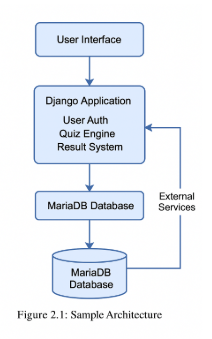 User Interface
Django Application
User Auth
Quiz Engine
Result System
MariaDB Database
External
Services
MariaDB
Database
Figure 2.1: Sample Architecture